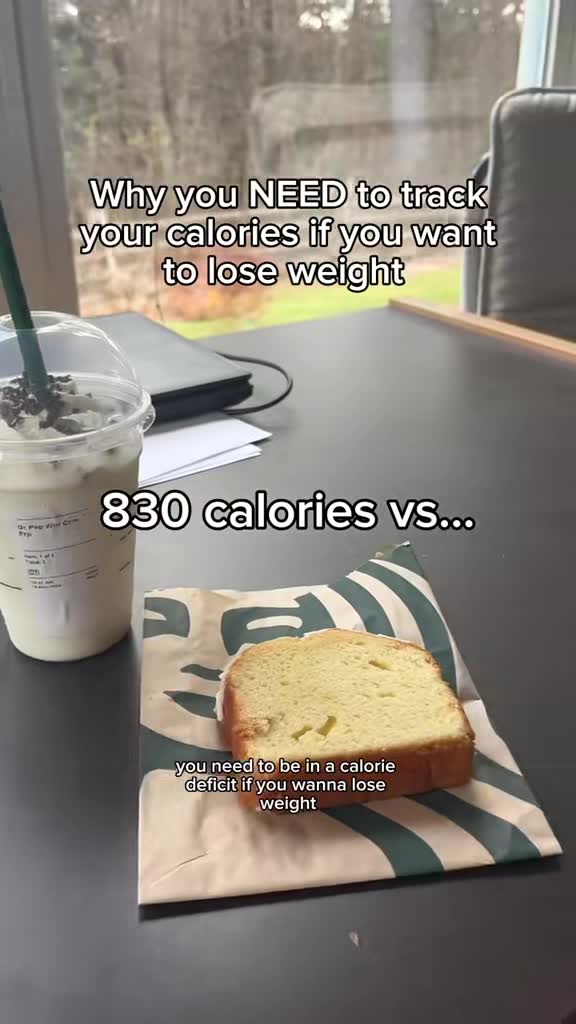 Why you NEED to track
your calories if you want
to lose weight
830 calories vs...
you need to be in a calorie
deficit if you wanna lose
weight